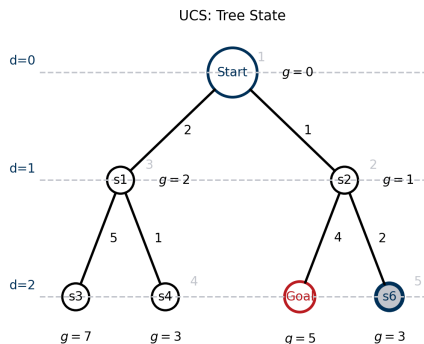 UCS: Tree State
d=0
Start
1
g=0
2
1
d=1
s1
3
g=2
s2
2
g=1
5
1
4
2
d=2
s3
s4
4
Goal
s6
5
g=7
g=3
g=5
g=3